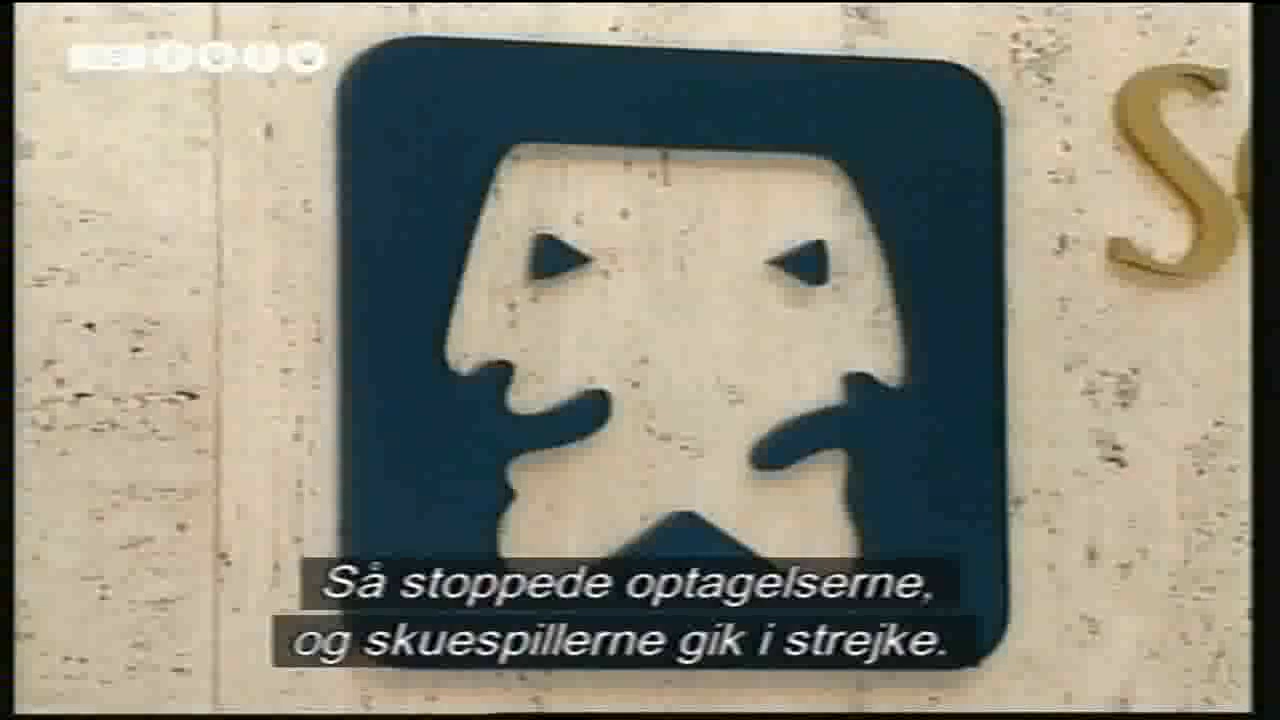 S
Så stoppede optagelserne,
og skuespillerne gik i strejke.